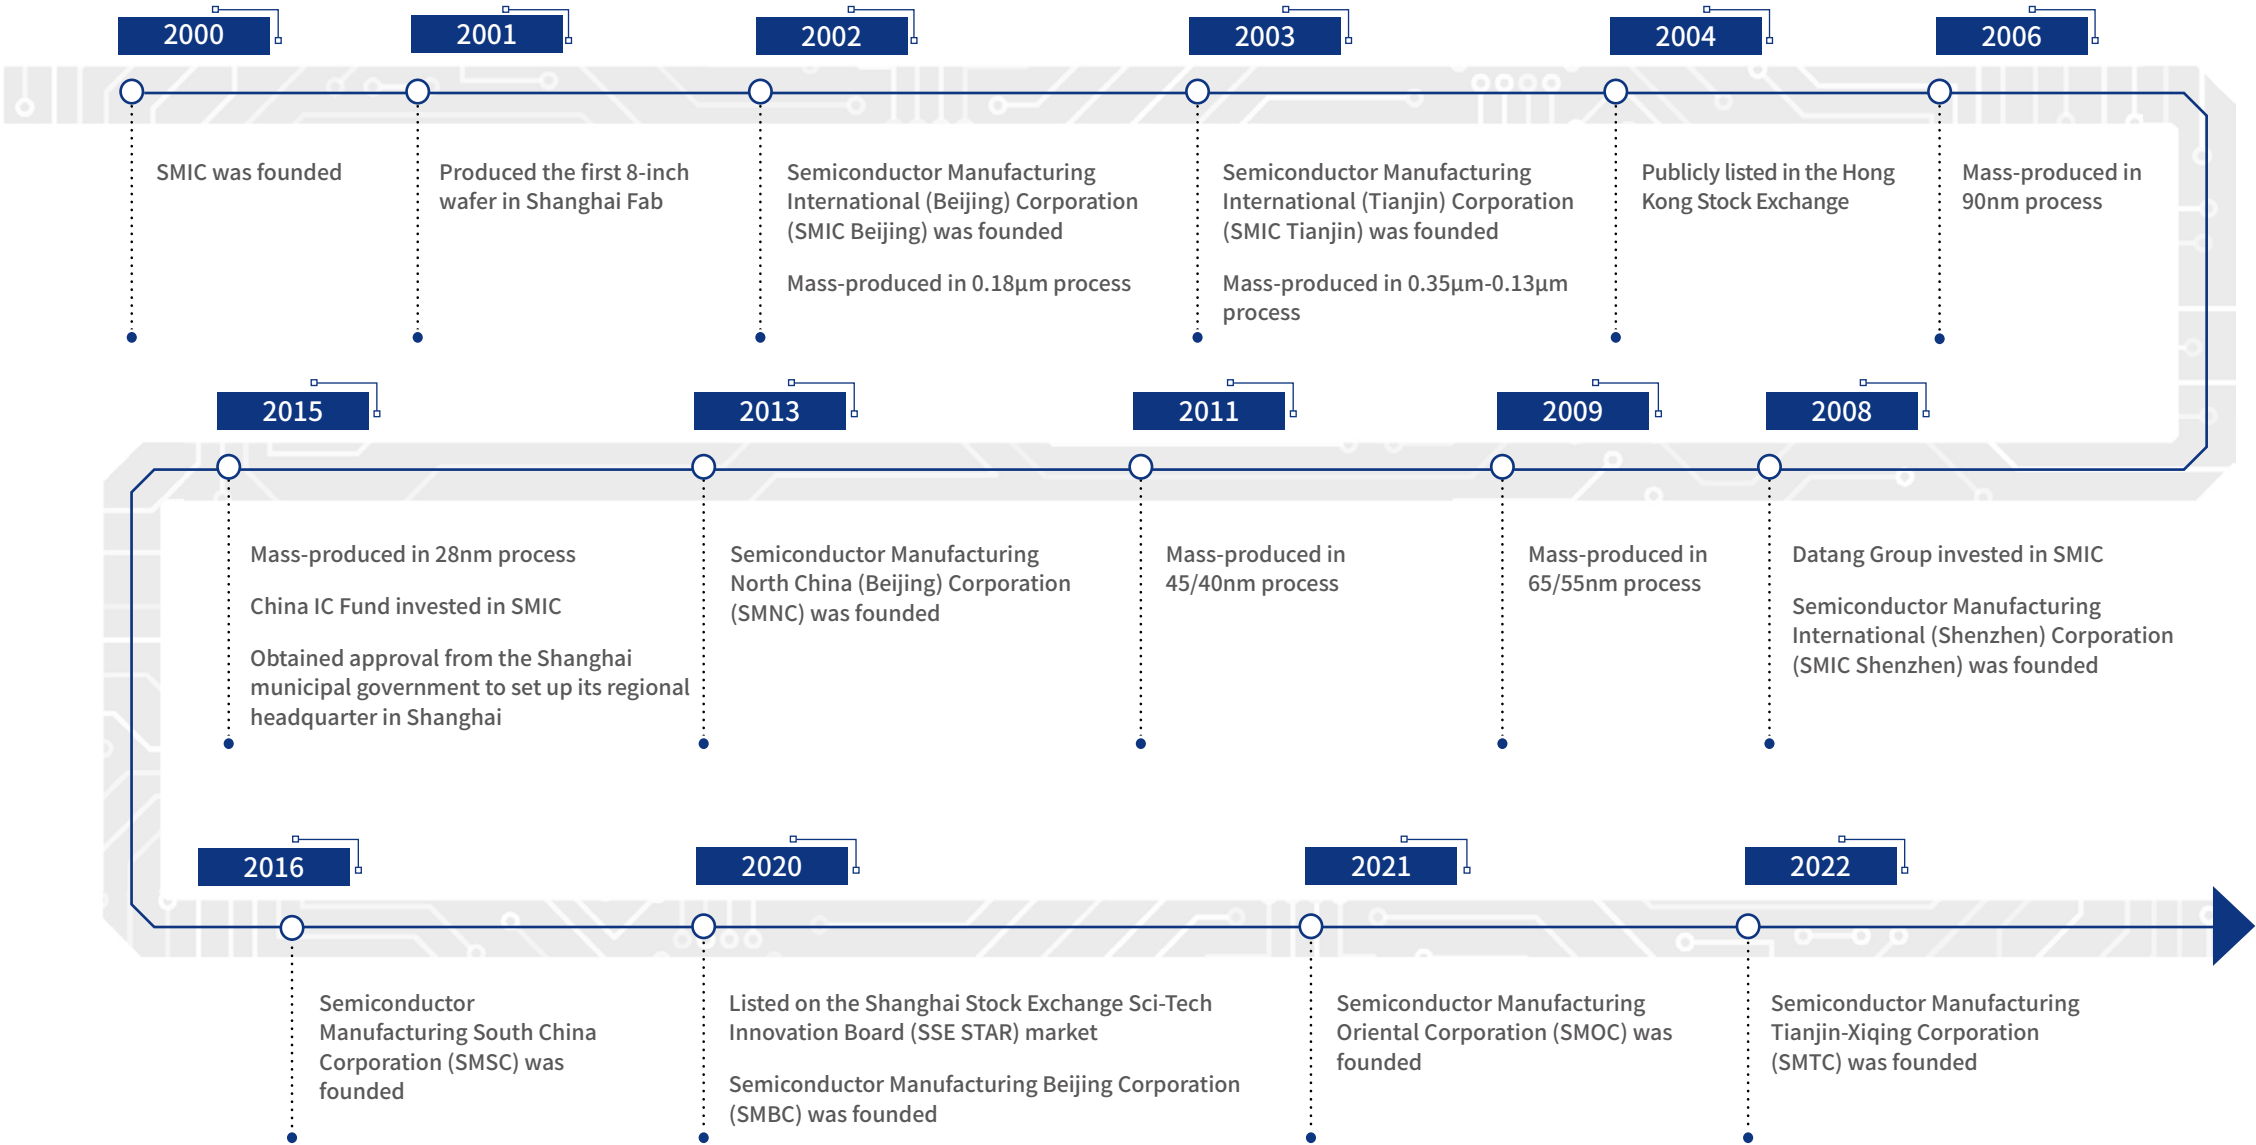 2000
SMIC was founded
2001
Produced the first 8-inch
wafer in Shanghai Fab
2002
Semiconductor Manufacturing
International (Beijing) Corporation
(SMIC Beijing) was founded
Mass-produced in 0.18μm process
2003
Semiconductor Manufacturing
International (Tianjin) Corporation
(SMIC Tianjin) was founded
Mass-produced in 0.35μm-0.13μm
process
2004
Publicly listed in the Hong
Kong Stock Exchange
2006
Mass-produced in
90nm process
2008
Datang Group invested in SMIC
Semiconductor Manufacturing
International (Shenzhen) Corporation
(SMIC Shenzhen) was founded
2009
Mass-produced in
65/55nm process
2011
Mass-produced in
45/40nm process
2013
Semiconductor Manufacturing
North China (Beijing) Corporation
(SMNC) was founded
2015
Mass-produced in 28nm process
China IC Fund invested in SMIC
Obtained approval from the Shanghai
municipal government to set up its regional
headquarter in Shanghai
2016
Semiconductor
Manufacturing South China
Corporation (SMSC) was
founded
2020
Listed on the Shanghai Stock Exchange Sci-Tech
Innovation Board (SSE STAR) market
Semiconductor Manufacturing Beijing Corporation
(SMBC) was founded
2021
Semiconductor Manufacturing
Oriental Corporation (SMOC) was
founded
2022
Semiconductor Manufacturing
Tianjin-Xiqing Corporation
(SMTC) was founded